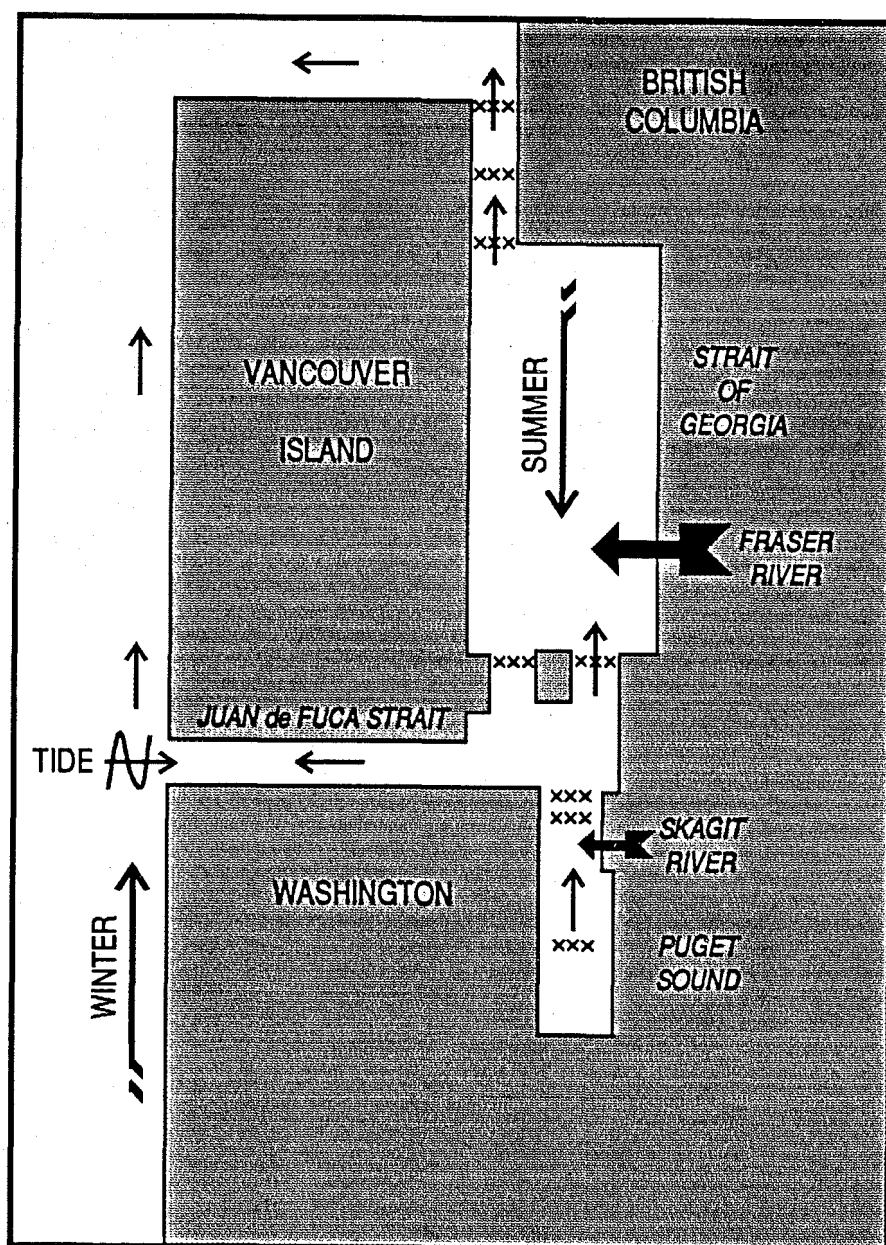 BRITISH
COLUMBIA
VANCOUVER
ISLAND
SUMMER
STRAIT
OF
GEORGIA
FRASER
RIVER
JUAN de FUCA STRAIT
TIDE
WASHINGTON
SKAGIT
RIVER
WINTER
PUGET
SOUND